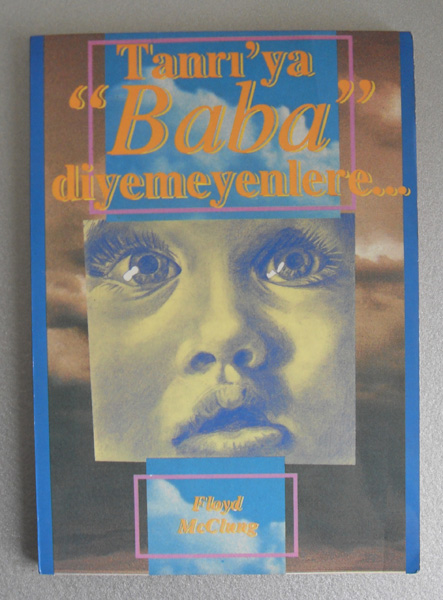 Tanrı'ya
“Baba”
diyemeyenlere...
Floyd
McClung